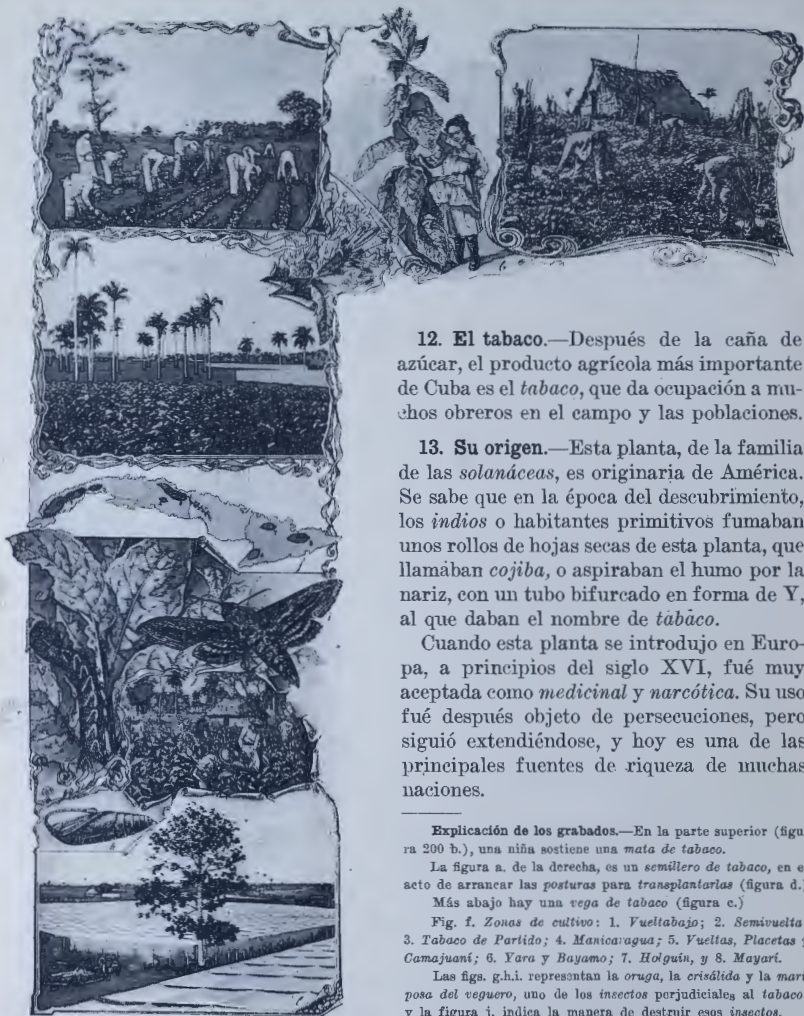 12. El tabaco.—Después de la caña de
azúcar, el producto agrícola más importante
de Cuba es el tabaco, que da ocupación a mu-
chos obreros en el campo y las poblaciones.
13. Su origen.—Esta planta, de la familia
de las solanáceas, es originaria de América.
Se sabe que en la época del descubrimiento,
los indios o habitantes primitivos fumaban
unos rollos de hojas secas de esta planta, que
llamaban cojiba, o aspiraban el humo por la
nariz, con un tubo bifurcado en forma de Y,
al que daban el nombre de tabaco.
Cuando esta planta se introdujo en Euro-
pa, a principios del siglo XVI, fué muy
aceptada como medicinal y narcótica. Su uso
fué después objeto de persecuciones, pero
siguió extendiéndose, y hoy es una de las
principales fuentes de riqueza de muchas
naciones.
Explicación de los grabados.—En la parte superior (figu
ra 200 b.), una niña sostiene una mata de tabaco.
La figura a. de la derecha, es un semillero de tabaco, en e
acto de arrancar las posturas para transplantarlas (figura d.)
Más abajo hay una vega de tabaco (figura c.)
Fig. f. Zonas de cultivo: 1. Vueltabajo; 2. Semivuelta
3. Tabaco de Partido; 4. Manicaragua; 5. Vueltas, Placetas y
Camajuaní; 6. Yara y Bayamo; 7. Holguín, y 8. Mayarí.
Las figs. g.h.i. representan la oruga, la crisálida y la mari
posa del veguero, uno de los insectos perjudiciales al tabaco
y la figura j. indica la manera de destruir esos insectos.